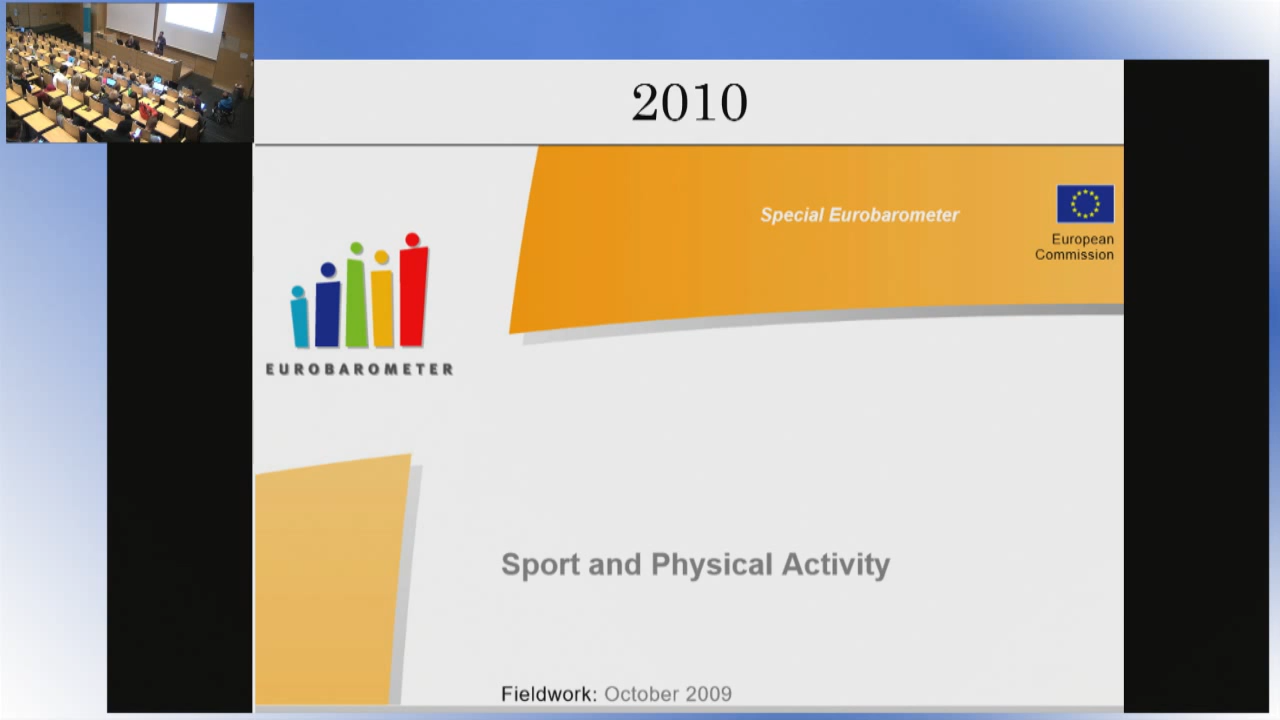 2010
Special Eurobarometer
European
Commission
EUROBAROMETER
Sport and Physical Activity
Fieldwork: October 2009